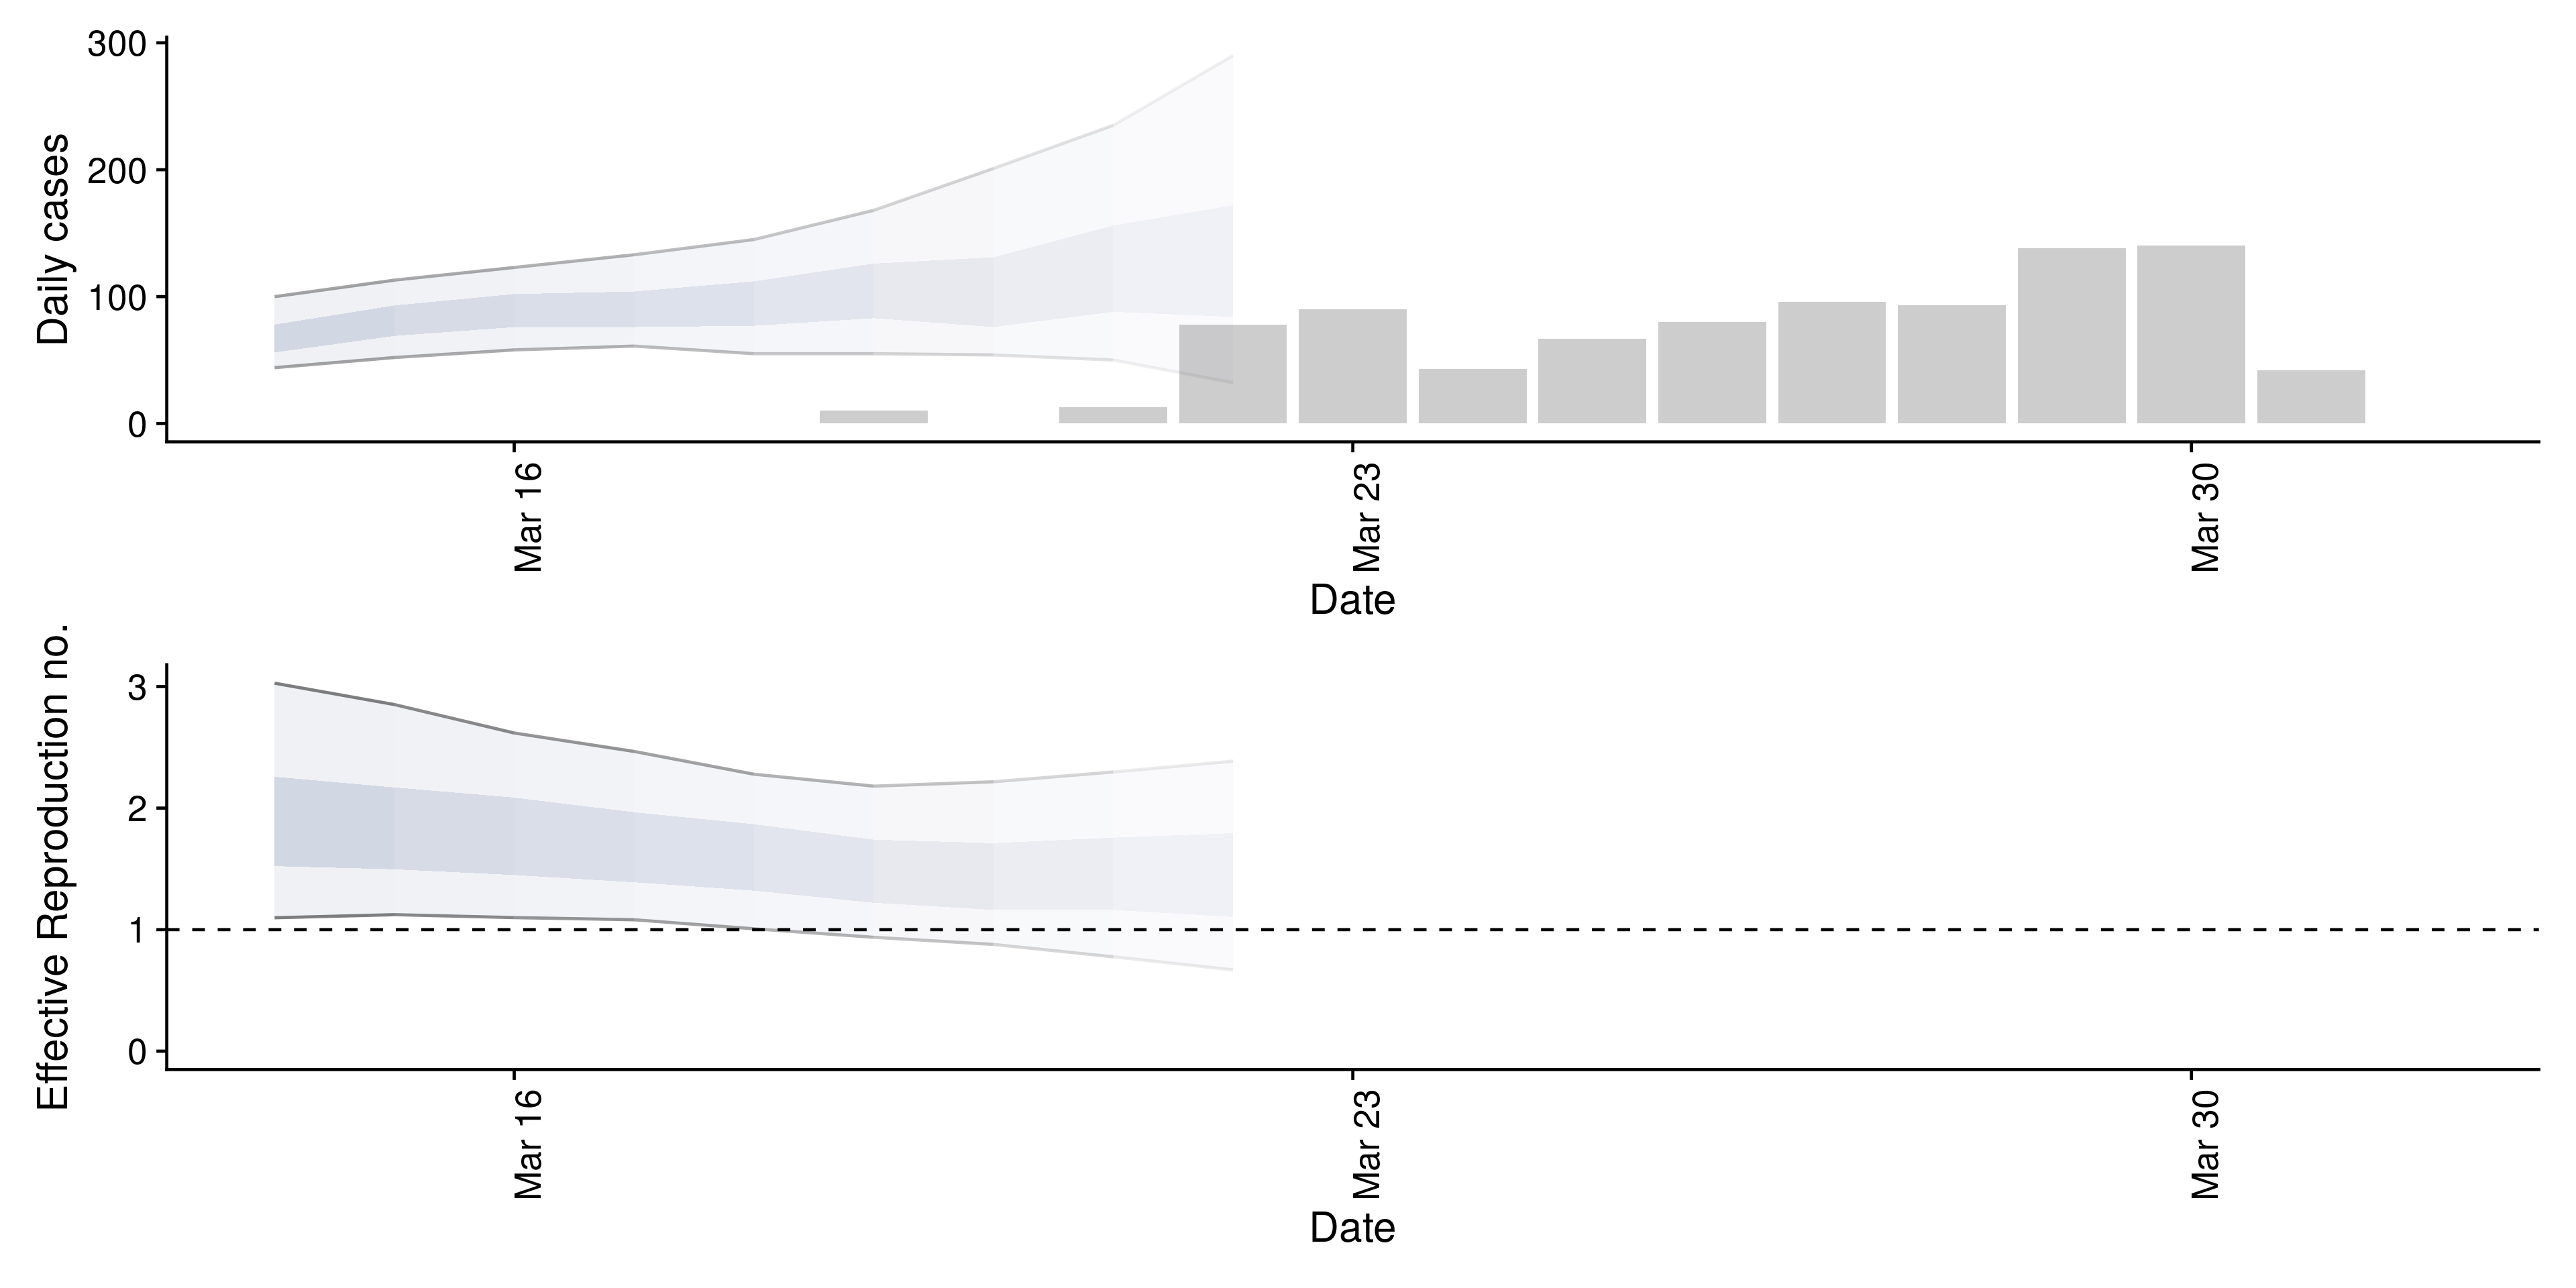 Daily cases
300
200
100
0
Mar 16
Mar 23
Mar 30
Date
Effective Reproduction no.
3
2
1
0
Mar 16
Mar 23
Mar 30
Date